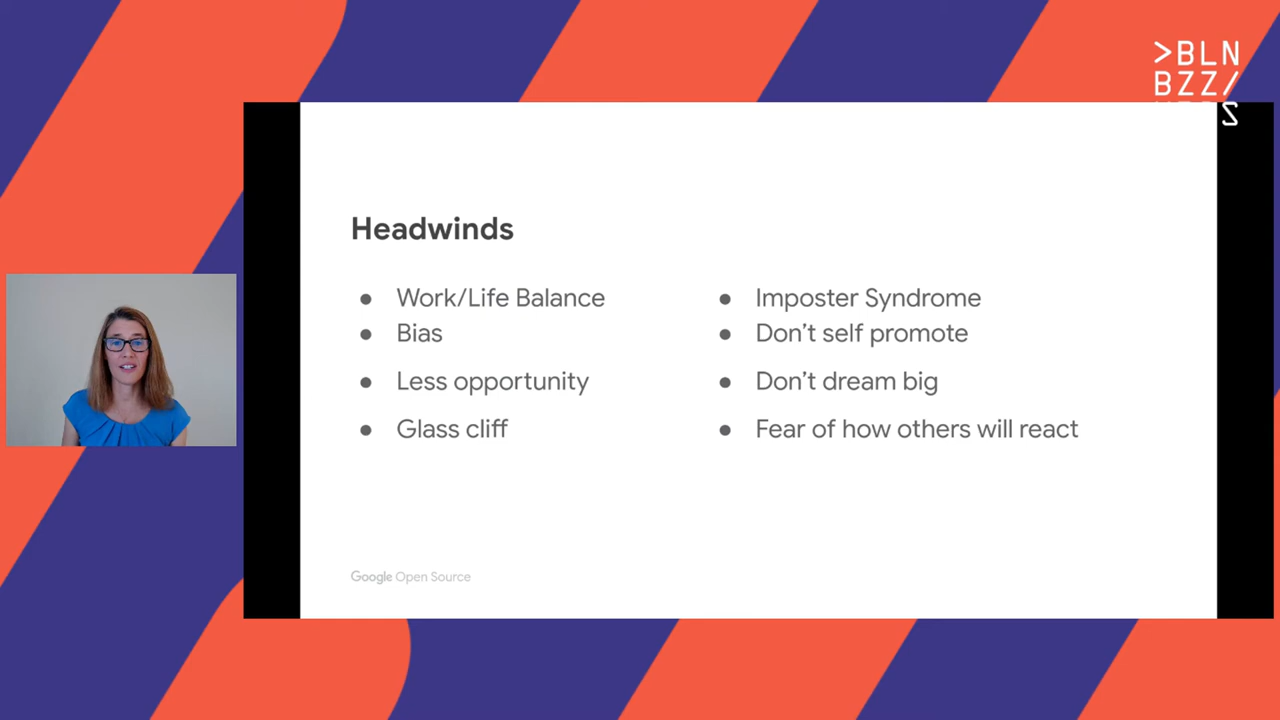 >BLN
BZZ/
Headwinds
● Work/Life Balance
● Bias
● Less opportunity
● Glass cliff
● Imposter Syndrome
● Don’t self promote
● Don’t dream big
● Fear of how others will react
Google Open Source